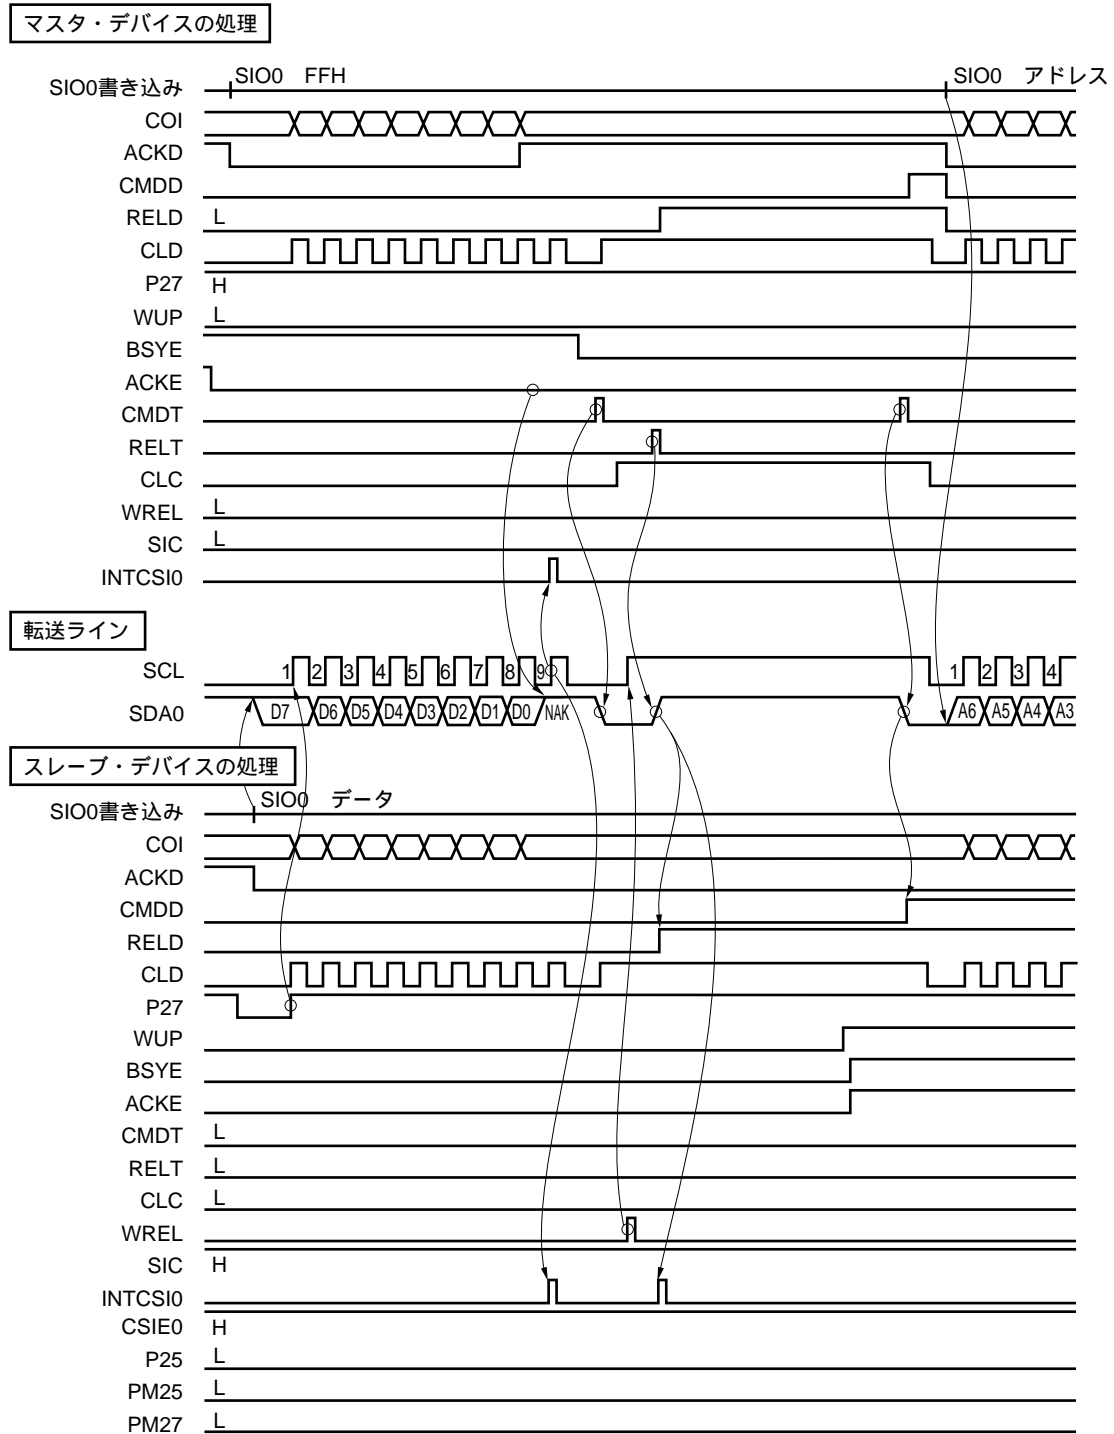 マスタ・デバイスの処理
SIO0書き込み SIO0 FFH SIO0 アドレス
COI
ACKD
CMDD
RELD L
CLD
P27 H
WUP L
BSYE
ACKE
CMDT
RELT
CLC
WREL L
SIC L
INTCSI0
転送ライン
SCL 1 2 3 4 5 6 7 8 9 1 2 3 4
SDA0 D7 D6 D5 D4 D3 D2 D1 D0 NAK A6 A5 A4 A3
スレーブ・デバイスの処理
SIO0書き込み SIO0 データ
COI
ACKD
CMDD
RELD
CLD
P27
WUP
BSYE
ACKE
CMDT L
RELT L
CLC L
WREL
SIC H
INTCSI0
CSIE0 H
P25 L
PM25 L
PM27 L